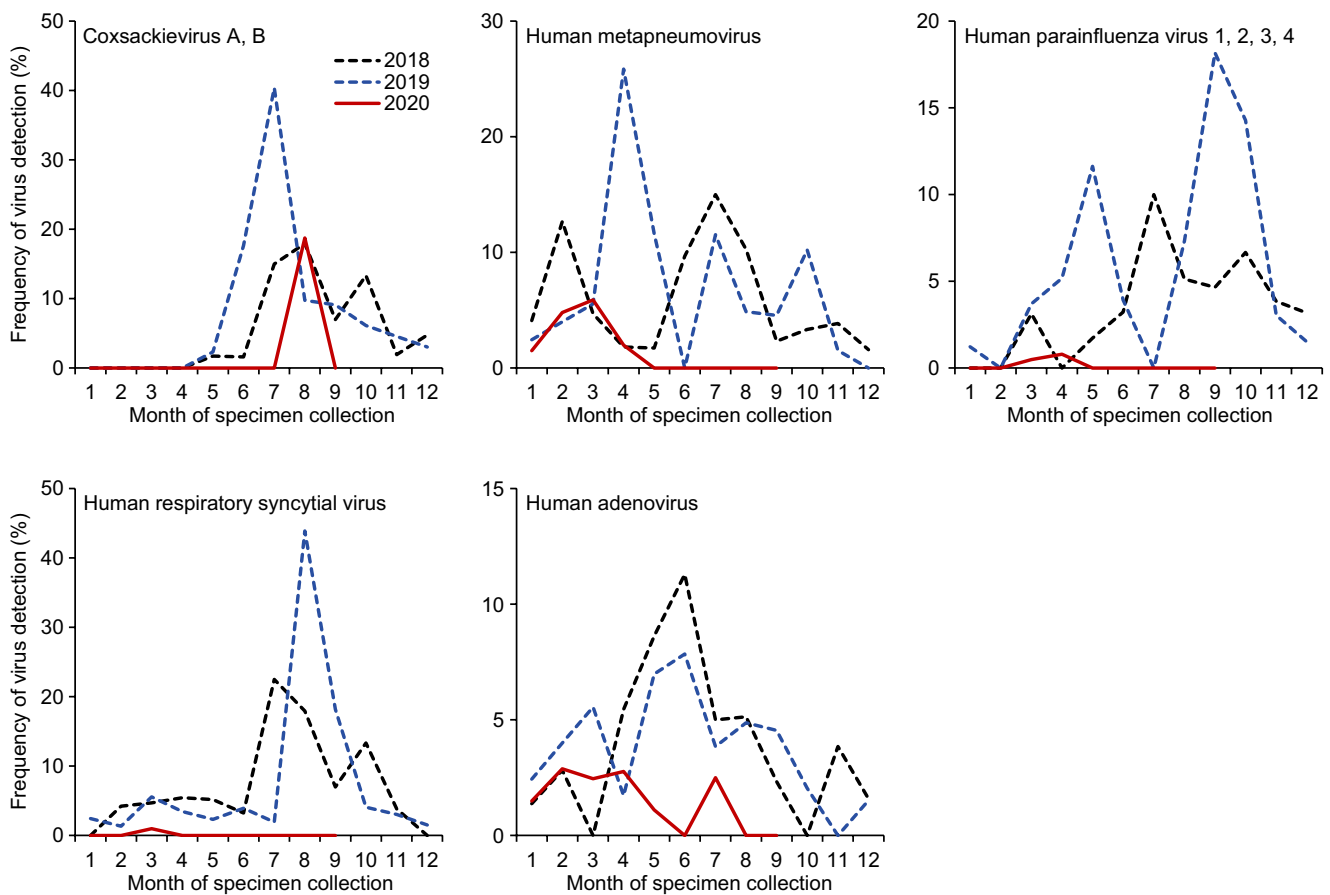 Coxsackievirus A, B
Frequency of virus detection (%)
50
40
30
20
10
0
2018
2019
2020
1 2 3 4 5 6 7 8 9 10 11 12
Month of specimen collection
Human metapneumovirus
30
20
10
0
1 2 3 4 5 6 7 8 9 10 11 12
Month of specimen collection
Human parainfluenza virus 1, 2, 3, 4
20
15
10
5
0
1 2 3 4 5 6 7 8 9 10 11 12
Month of specimen collection
Human respiratory syncytial virus
Frequency of virus detection (%)
50
40
30
20
10
0
1 2 3 4 5 6 7 8 9 10 11 12
Month of specimen collection
Human adenovirus
15
10
5
0
1 2 3 4 5 6 7 8 9 10 11 12
Month of specimen collection